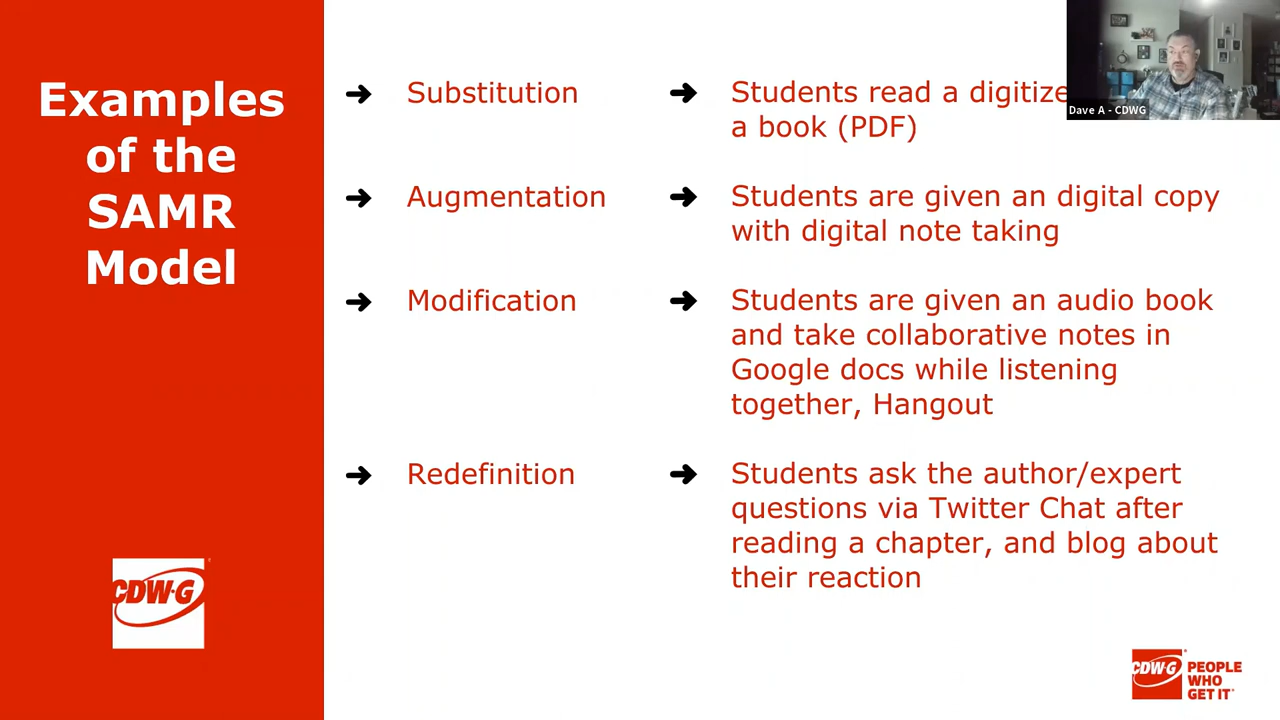 Examples
of the
SAMR
Model
➜ Substitution
➜ Students read a
a book (PDF)
➜ Augmentation
➜ Students are given an digital copy
with digital note taking
➜ Modification
➜ Students are given an audio book
and take collaborative notes in
Google docs while listening
together, Hangout
➜ Redefinition
➜ Students ask the author/expert
questions via Twitter Chat after
reading a chapter, and blog about
their reaction
Dave A - CDWG
CDW·G
CDW·G
PEOPLE
WHO
GET IT